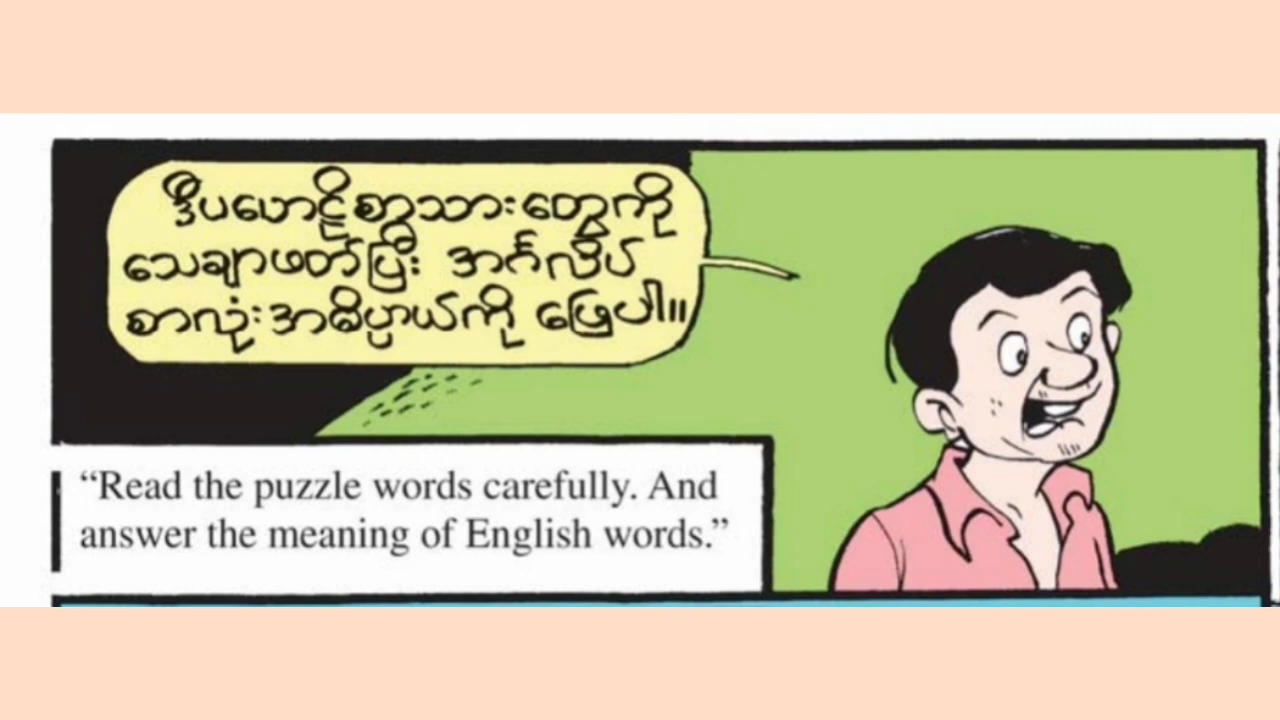 ဒီပဟေဠိစာသားတွေကို
သေချာဖတ်ပြီး အင်္ဂလိပ်
စာလုံးအဓိပ္ပာယ်ကို ဖြေပါ။
“Read the puzzle words carefully. And
answer the meaning of English words.”